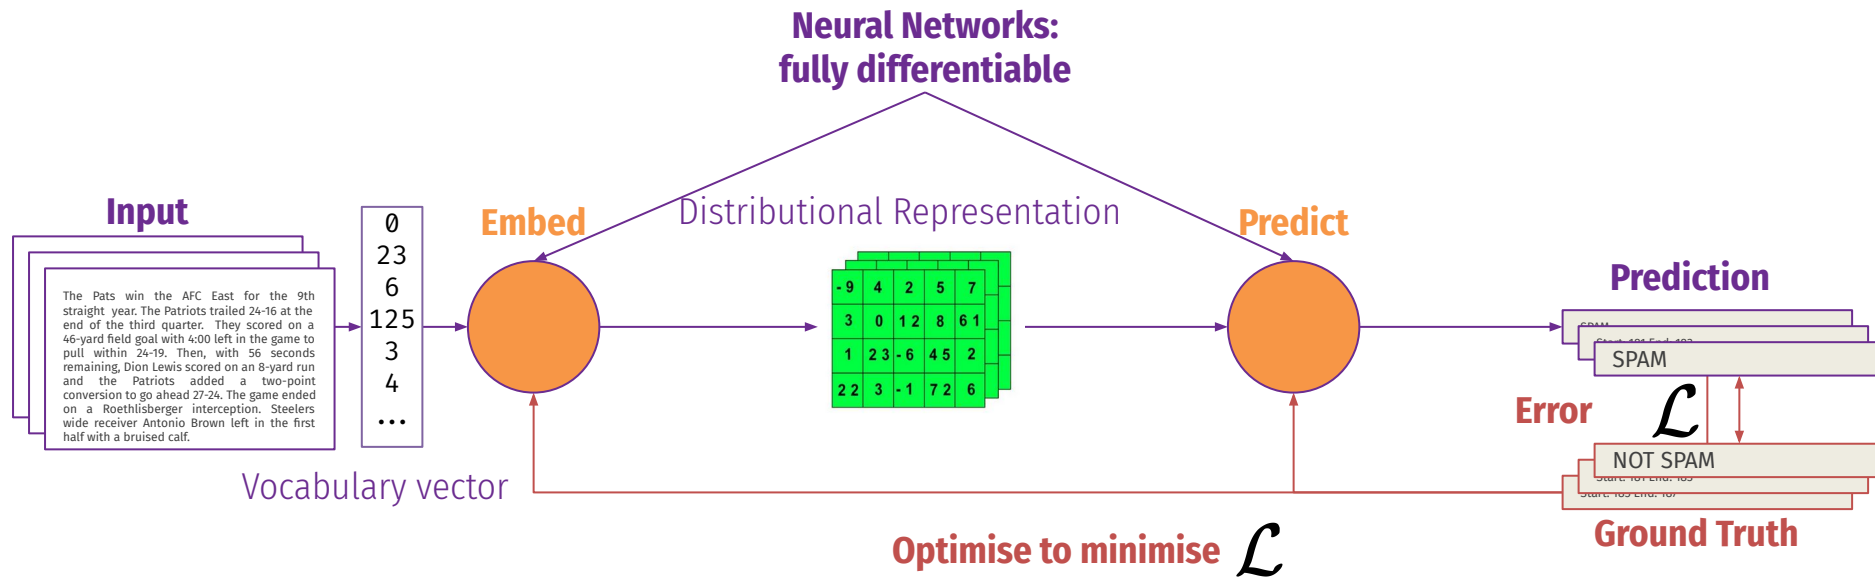 Neural Networks:
fully differentiable
Input
Embed
Distributional Representation
Predict
Prediction
The Pats win the AFC East for the 9th
straight year. The Patriots trailed 24-16 at the
end of the third quarter. They scored on a
46-yard field goal with 4:00 left in the game to
pull within 24-19. Then, with 56 seconds
remaining, Dion Lewis scored on an 8-yard run
and the Patriots added a two-point
conversion to go ahead 27-24. The game ended
on a Roethlisberger interception. Steelers
wide receiver Antonio Brown left in the first
half with a bruised calf.
0
23
6
125
3
4
...
-9 4 2 5 7
3 0 12 8 61
1 23 -6 45 2
22 3 -1 72 6
SPAM
SPAM
Error ℒ
NOT SPAM
Vocabulary vector
Ground Truth
Optimise to minimise ℒ